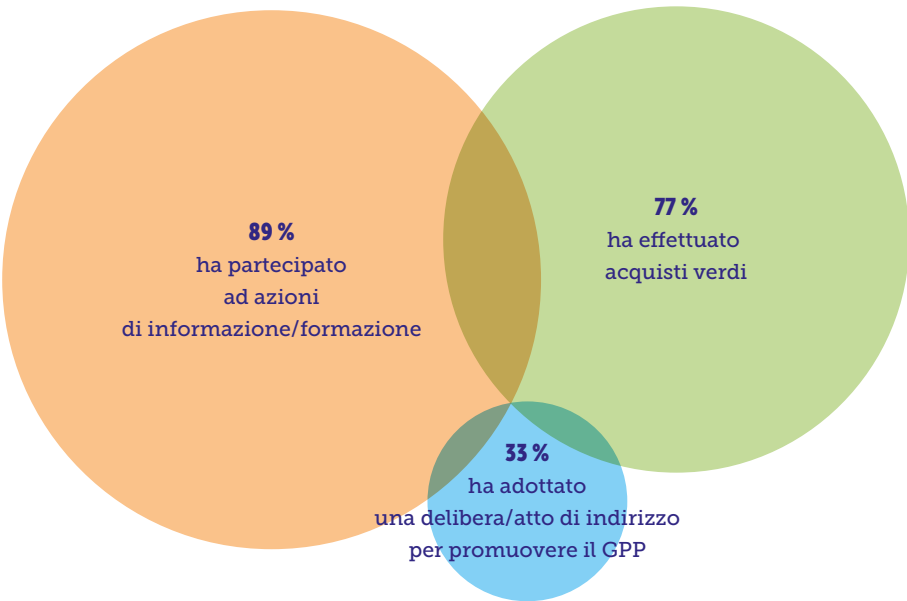 89 %
ha partecipato
ad azioni
di informazione/formazione
77 %
ha effettuato
acquisti verdi
33 %
ha adottato
una delibera/atto di indirizzo
per promuovere il GPP